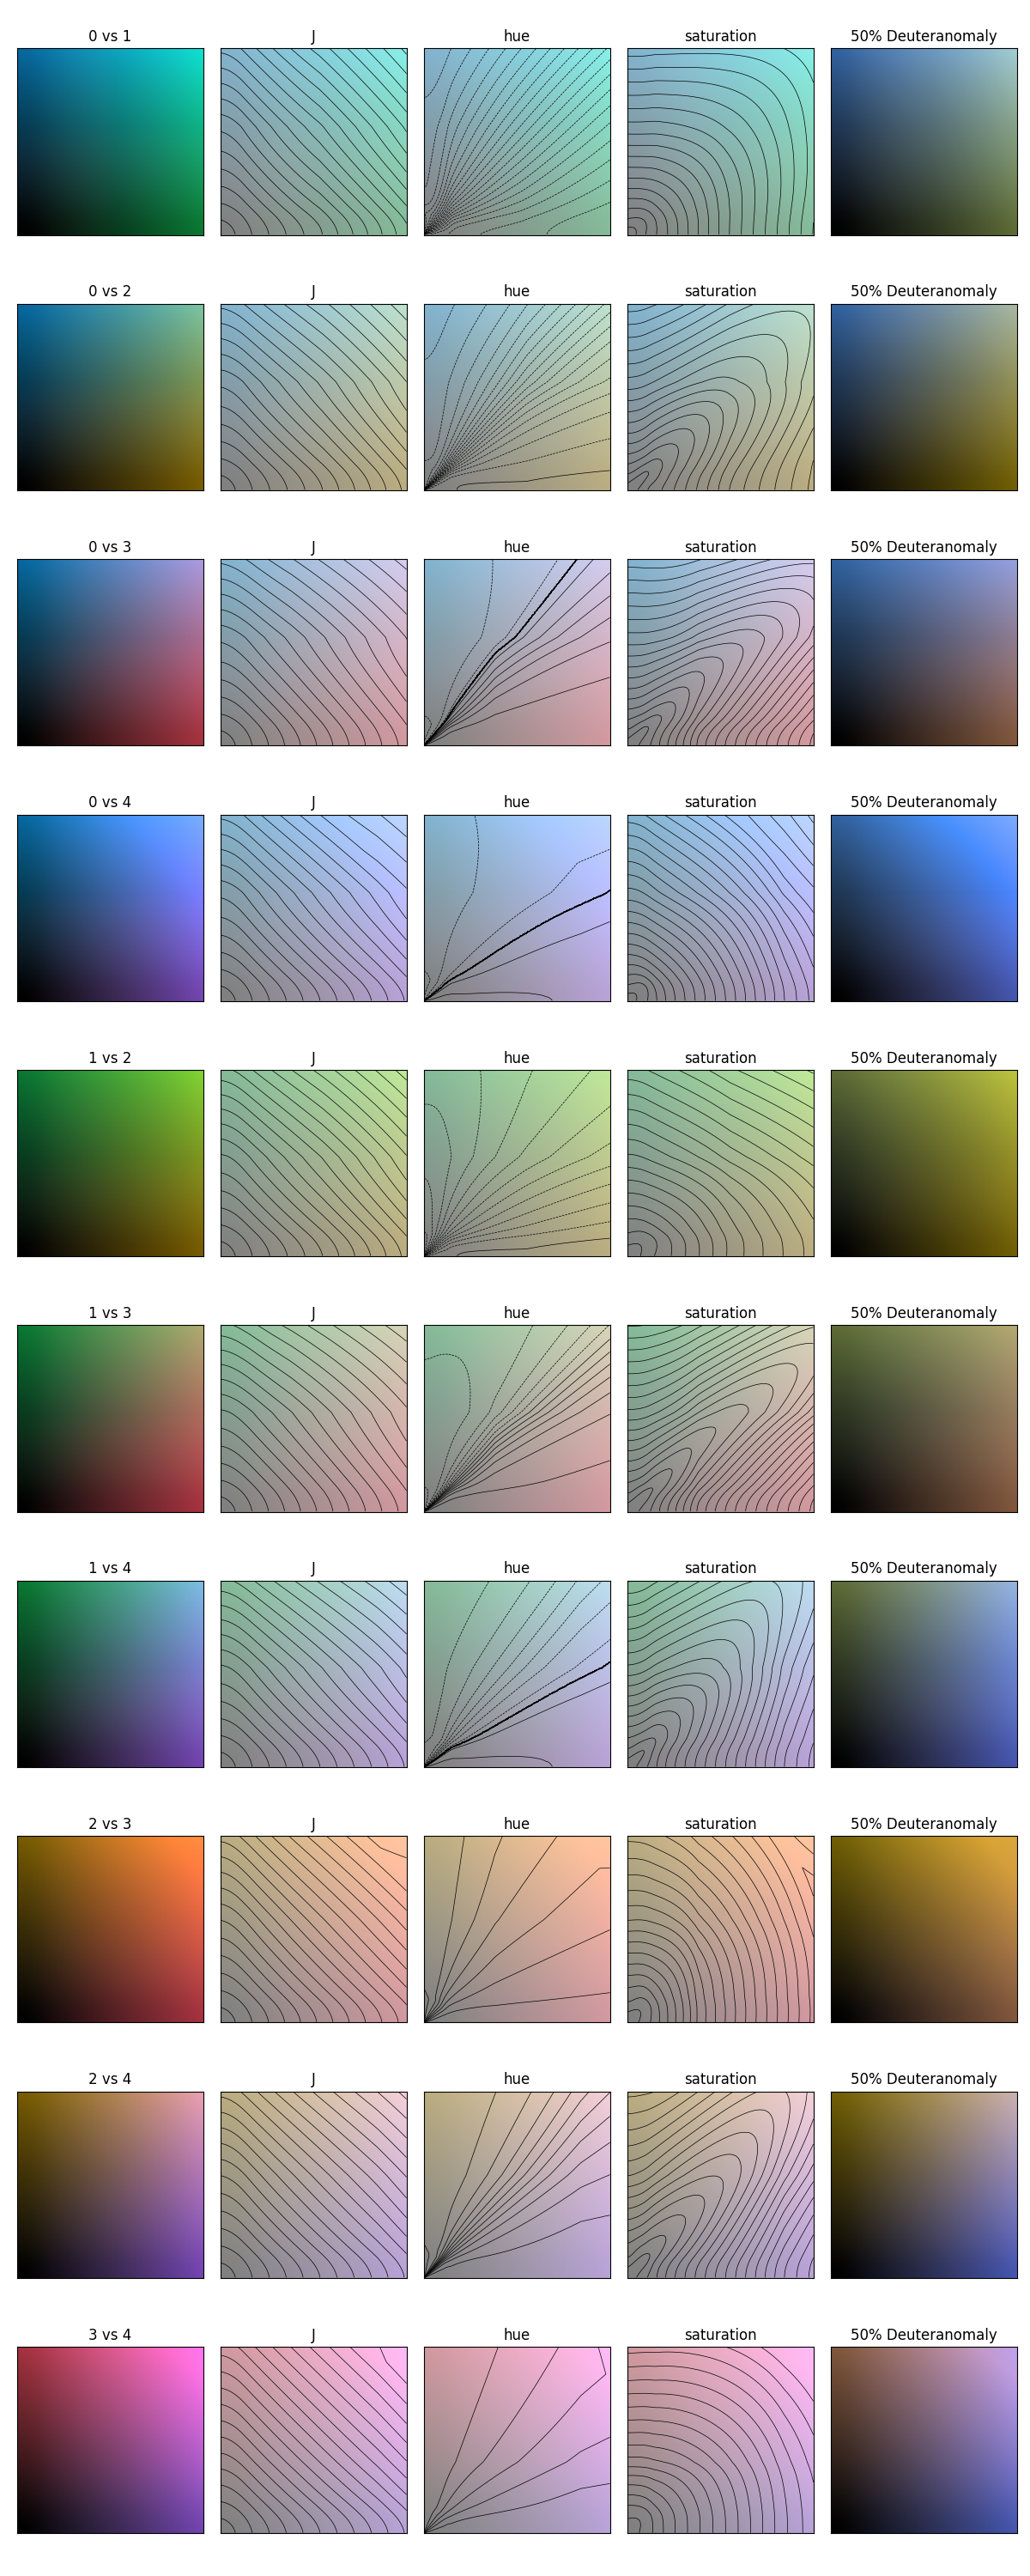 0 vs 1 J hue saturation 50% Deuteranomaly
0 vs 2 J hue saturation 50% Deuteranomaly
0 vs 3 J hue saturation 50% Deuteranomaly
0 vs 4 J hue saturation 50% Deuteranomaly
1 vs 2 J hue saturation 50% Deuteranomaly
1 vs 3 J hue saturation 50% Deuteranomaly
1 vs 4 J hue saturation 50% Deuteranomaly
2 vs 3 J hue saturation 50% Deuteranomaly
2 vs 4 J hue saturation 50% Deuteranomaly
3 vs 4 J hue saturation 50% Deuteranomaly